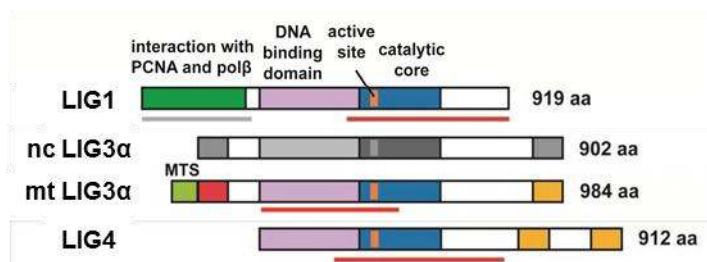 interaction with
PCNA and polβ
DNA
binding
domain
active
site
catalytic
core
LIG1
919 aa
nc LIG3α
902 aa
MTS
mt LIG3α
984 aa
LIG4
912 aa